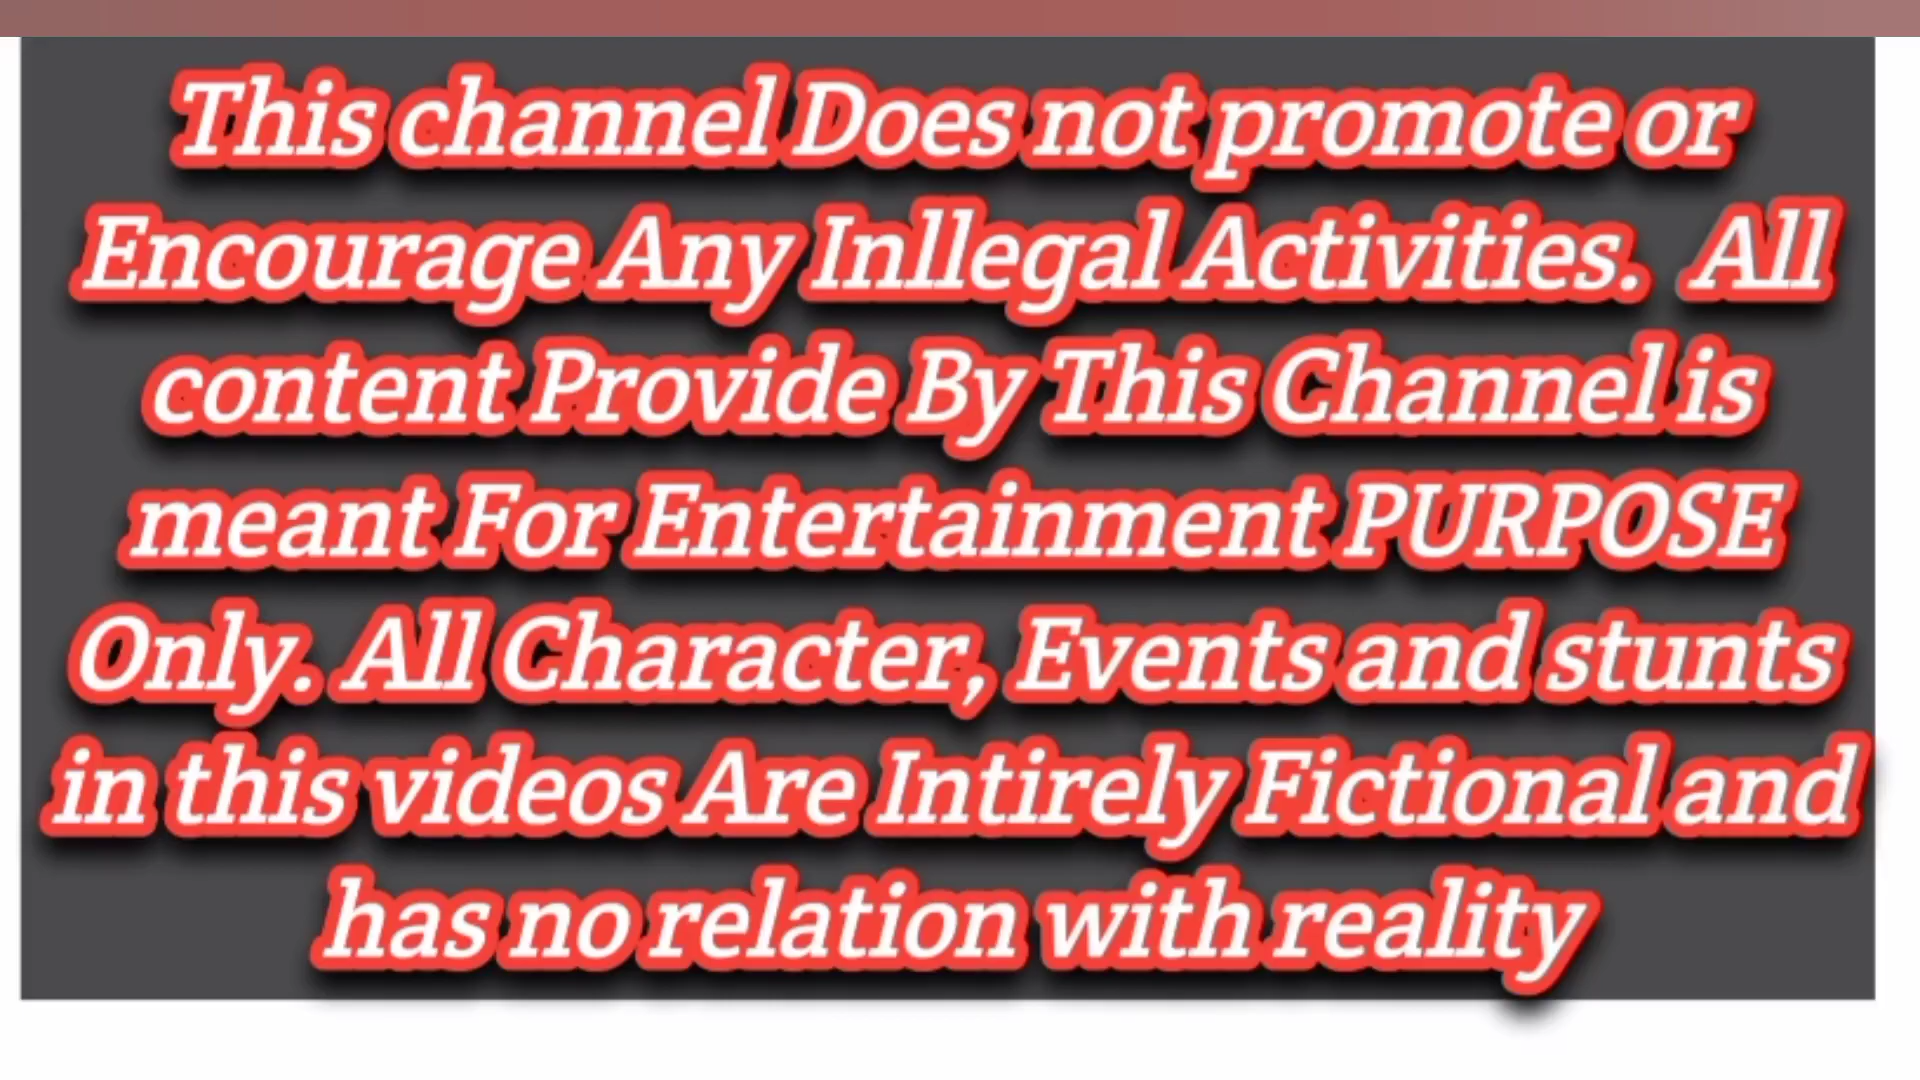 This channel Does not promote or
Encourage Any Inllegal Activities. All
content Provide By This Channel is
meant For Entertainment PURPOSE
Only. All Character, Events and stunts
in this videos Are Intirely Fictional and
has no relation with reality